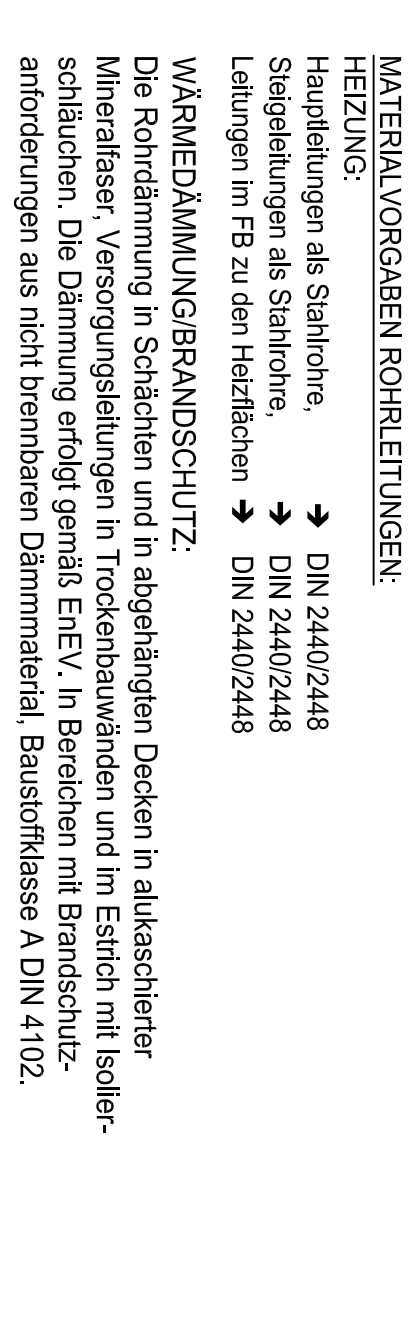 MATERIALVORGABEN ROHRLEITUNGEN:
HEIZUNG:
Hauptleitungen als Stahlrohre, ➔ DIN 2440/2448
Steigeleitungen als Stahlrohre, ➔ DIN 2440/2448
Leitungen im FB zu den Heizflächen ➔ DIN 2440/2448
WÄRMEDÄMMUNG/BRANDSCHUTZ:
Die Rohrdämmung in Schächten und in abgehängten Decken in alukaschierter
Mineralfaser, Versorgungsleitungen in Trockenbauwänden und im Estrich mit Isolier-
schläuchen. Die Dämmung erfolgt gemäß EnEV. In Bereichen mit Brandschutz-
anforderungen aus nicht brennbaren Dämmmaterial, Baustoffklasse A DIN 4102.